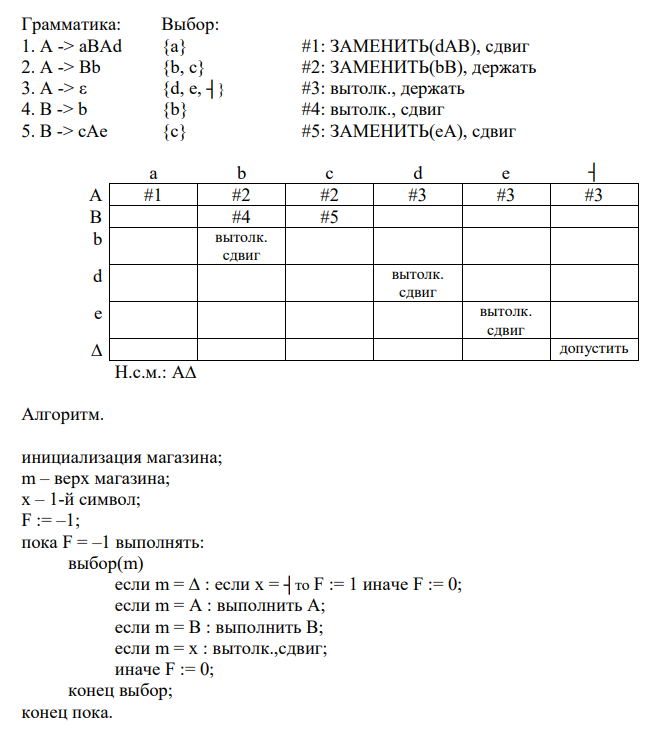 Грамматика: Выбор:
1. A -> aBAd {a} #1: ЗАМЕНИТЬ(dAB), сдвиг
2. A -> Bb {b, c} #2: ЗАМЕНИТЬ(bB), держать
3. A -> ε {d, e, ┤} #3: вытолк., держать
4. B -> b {b} #4: вытолк., сдвиг
5. B -> cAe {c} #5: ЗАМЕНИТЬ(eA), сдвиг
a b c d e ┤
A #1 #2 #2 #3 #3 #3
B #4 #5
b вытолк. сдвиг
d вытолк. сдвиг
e вытолк. сдвиг
Δ допустить
Н.с.м.: AΔ
Алгоритм.
инициализация магазина;
m – верх магазина;
x – 1-й символ;
F := –1;
пока F = –1 выполнять:
выбор(m)
если m = Δ : если x = ┤то F := 1 иначе F := 0;
если m = A : выполнить A;
если m = B : выполнить B;
если m = x : вытолк.,сдвиг;
иначе F := 0;
конец выбор;
конец пока.